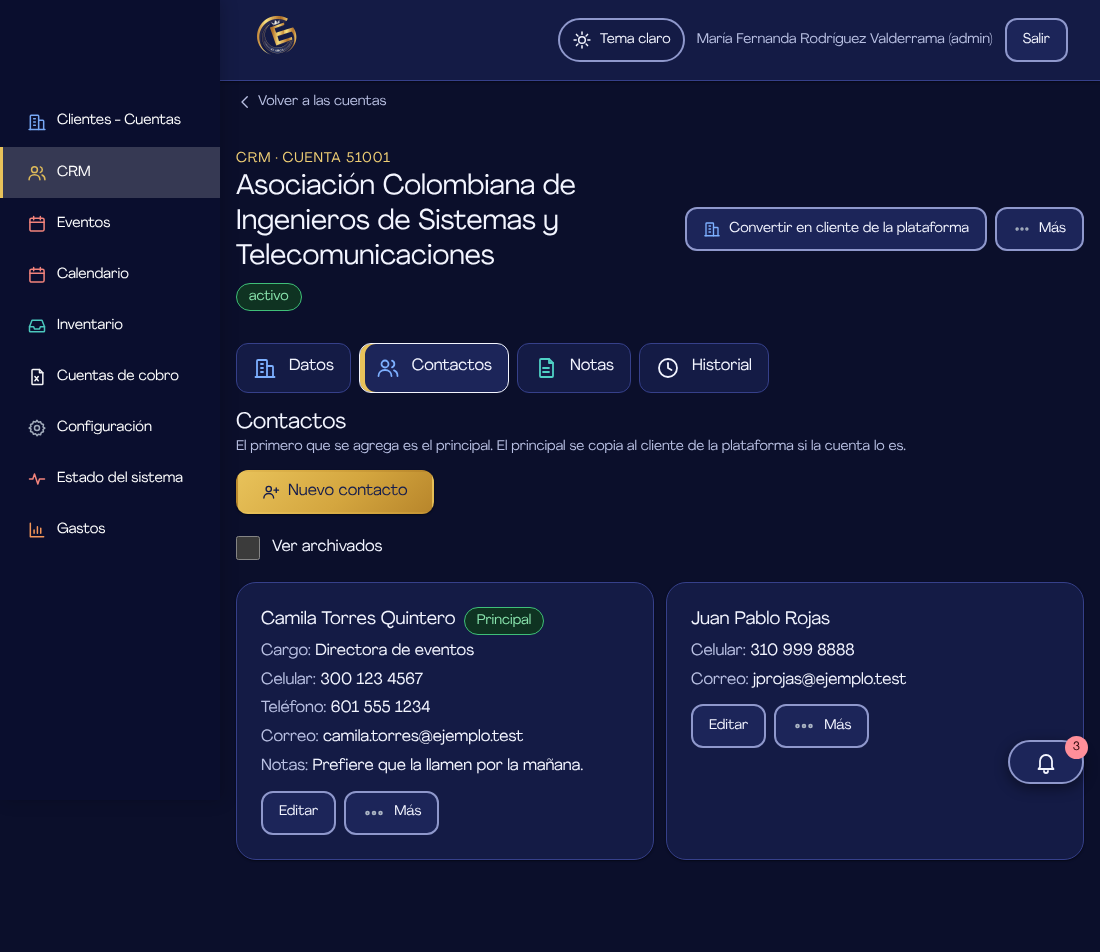 Tema claro
María Fernanda Rodríguez Valderrama (admin)
Salir
Clientes - Cuentas
CRM
Eventos
Calendario
Inventario
Cuentas de cobro
Configuración
Estado del sistema
Gastos
Volver a las cuentas
CRM · CUENTA 51001
Asociación Colombiana de
Ingenieros de Sistemas y
Telecomunicaciones
activo
Convertir en cliente de la plataforma
Más
Datos
Contactos
Notas
Historial
Contactos
El primero que se agrega es el principal. El principal se copia al cliente de la plataforma si la cuenta lo es.
Nuevo contacto
Ver archivados
Camila Torres Quintero Principal
Cargo: Directora de eventos
Celular: 300 123 4567
Teléfono: 601 555 1234
Correo: camila.torres@ejemplo.test
Notas: Prefiere que la llamen por la mañana.
Editar
Más
Juan Pablo Rojas
Celular: 310 999 8888
Correo: jprojas@ejemplo.test
Editar
Más
3